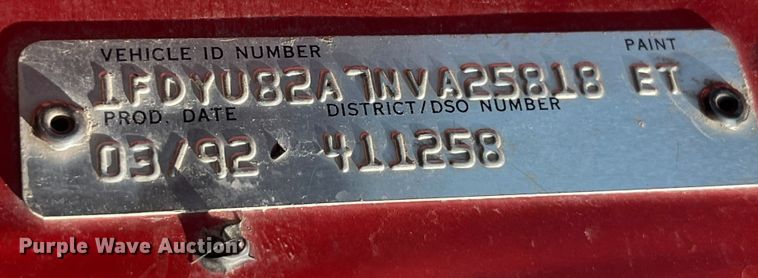 VEHICLE ID NUMBER PAINT
1FDYU82A7NVA25818 ET
PROD. DATE DISTRICT/DSO NUMBER
03/92 411258
Purple Wave Auction